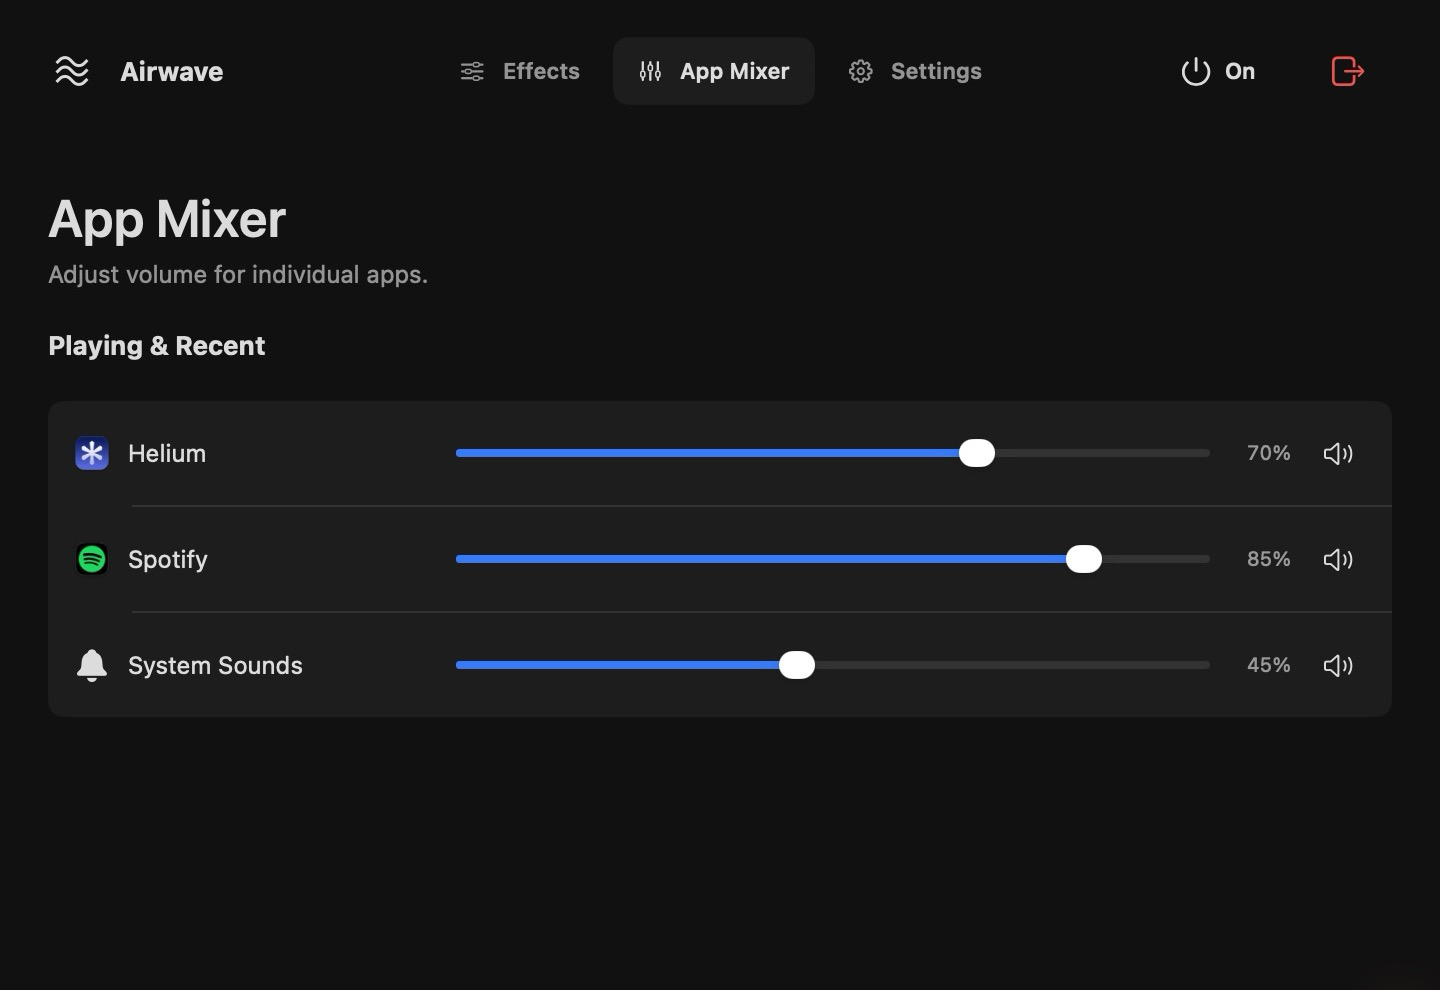 Airwave
Effects
App Mixer
Settings
On
App Mixer
Adjust volume for individual apps.
Playing & Recent
Helium 70%
Spotify 85%
System Sounds 45%